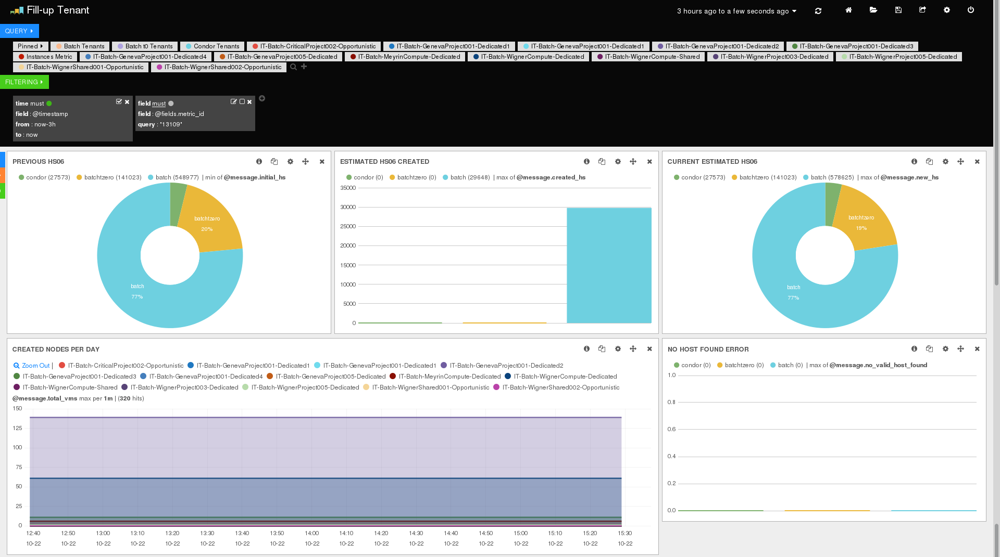 Fill-up Tenant
3 hours ago to a few seconds ago
QUERY
Pinned Batch Tenants Batch t0 Tenants Condor Tenants IT-Batch-CriticalProject002-Opportunistic IT-Batch-GenevaProject001-Dedicated1 IT-Batch-GenevaProject001-Dedicated1 IT-Batch-GenevaProject001-Dedicated2 IT-Batch-GenevaProject001-Dedicated3
Instances Metric IT-Batch-GenevaProject001-Dedicated4 IT-Batch-GenevaProject005-Dedicated IT-Batch-MeyrinCompute-Dedicated IT-Batch-WignerCompute-Dedicated IT-Batch-WignerCompute-Shared IT-Batch-WignerProject003-Dedicated IT-Batch-WignerProject005-Dedicated
IT-Batch-WignerShared001-Opportunistic IT-Batch-WignerShared002-Opportunistic
FILTERING
time must
field : @timestamp
from : now-3h
to : now
field must
field : @fields.metric_id
query : "13109"
PREVIOUS HS06
condor (27573) batchtzero (141023) batch (548977) | min of @message.initial_hs
batchtzero
20%
batch
77%
ESTIMATED HS06 CREATED
condor (0) batchtzero (0) batch (29648) | max of @message.created_hs
35000
30000
25000
20000
15000
10000
5000
0
CURRENT ESTIMATED HS06
condor (27573) batchtzero (141023) batch (578625) | max of @message.new_hs
batchtzero
19%
batch
77%
CREATED NODES PER DAY
Zoom Out | IT-Batch-CriticalProject002-Opportunistic IT-Batch-GenevaProject001-Dedicated1 IT-Batch-GenevaProject001-Dedicated1 IT-Batch-GenevaProject001-Dedicated2
IT-Batch-GenevaProject001-Dedicated3 IT-Batch-GenevaProject001-Dedicated4 IT-Batch-GenevaProject005-Dedicated IT-Batch-MeyrinCompute-Dedicated IT-Batch-WignerCompute-Dedicated
IT-Batch-WignerCompute-Shared IT-Batch-WignerProject003-Dedicated IT-Batch-WignerProject005-Dedicated IT-Batch-WignerShared001-Opportunistic IT-Batch-WignerShared002-Opportunistic
@message.total_vms max per 1m | (320 hits)
150
125
100
75
50
25
0
12:40 12:50 13:00 13:10 13:20 13:30 13:40 13:50 14:00 14:10 14:20 14:30 14:40 14:50 15:00 15:10 15:20 15:30
10-22 10-22 10-22 10-22 10-22 10-22 10-22 10-22 10-22 10-22 10-22 10-22 10-22 10-22 10-22 10-22 10-22 10-22
NO HOST FOUND ERROR
condor (0) batchtzero (0) batch (0) | max of @message.no_valid_host_found
1.0
0.8
0.6
0.4
0.2
0.0